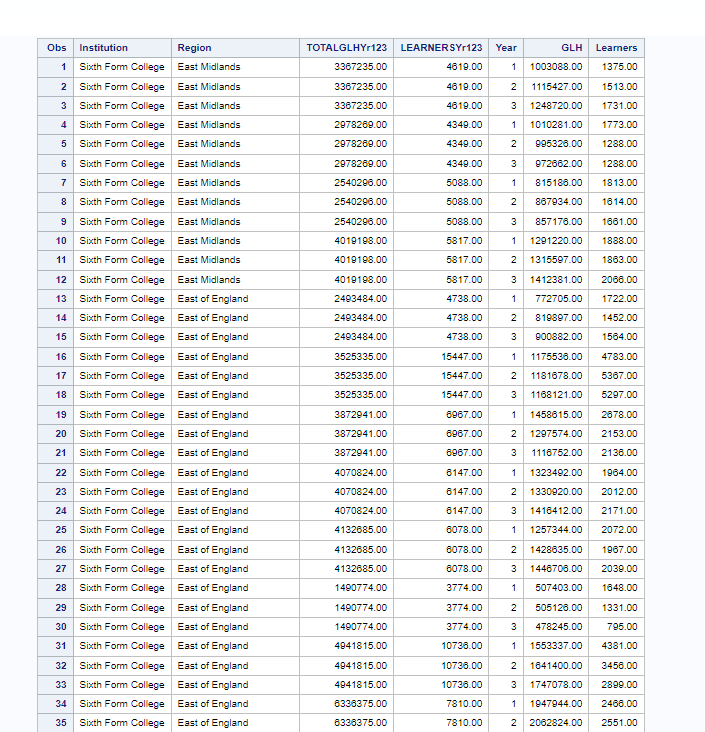 Obs Institution Region TOTALGLHYr123 LEARNERSYr123 Year GLH Learners
1 Sixth Form College East Midlands 3367235.00 4619.00 1 1003088.00 1375.00
2 Sixth Form College East Midlands 3367235.00 4619.00 2 1115427.00 1513.00
3 Sixth Form College East Midlands 3367235.00 4619.00 3 1248720.00 1731.00
4 Sixth Form College East Midlands 2978269.00 4349.00 1 1010281.00 1773.00
5 Sixth Form College East Midlands 2978269.00 4349.00 2 995326.00 1288.00
6 Sixth Form College East Midlands 2978269.00 4349.00 3 972662.00 1288.00
7 Sixth Form College East Midlands 2540296.00 5088.00 1 815186.00 1813.00
8 Sixth Form College East Midlands 2540296.00 5088.00 2 867934.00 1614.00
9 Sixth Form College East Midlands 2540296.00 5088.00 3 857176.00 1661.00
10 Sixth Form College East Midlands 4019198.00 5817.00 1 1291220.00 1888.00
11 Sixth Form College East Midlands 4019198.00 5817.00 2 1315597.00 1863.00
12 Sixth Form College East Midlands 4019198.00 5817.00 3 1412381.00 2066.00
13 Sixth Form College East of England 2493484.00 4738.00 1 772705.00 1722.00
14 Sixth Form College East of England 2493484.00 4738.00 2 819897.00 1452.00
15 Sixth Form College East of England 2493484.00 4738.00 3 900882.00 1564.00
16 Sixth Form College East of England 3525335.00 15447.00 1 1175536.00 4783.00
17 Sixth Form College East of England 3525335.00 15447.00 2 1181678.00 5367.00
18 Sixth Form College East of England 3525335.00 15447.00 3 1168121.00 5297.00
19 Sixth Form College East of England 3872941.00 6967.00 1 1458615.00 2678.00
20 Sixth Form College East of England 3872941.00 6967.00 2 1297574.00 2153.00
21 Sixth Form College East of England 3872941.00 6967.00 3 1116752.00 2136.00
22 Sixth Form College East of England 4070824.00 6147.00 1 1323492.00 1964.00
23 Sixth Form College East of England 4070824.00 6147.00 2 1330920.00 2012.00
24 Sixth Form College East of England 4070824.00 6147.00 3 1416412.00 2171.00
25 Sixth Form College East of England 4132685.00 6078.00 1 1257344.00 2072.00
26 Sixth Form College East of England 4132685.00 6078.00 2 1428635.00 1967.00
27 Sixth Form College East of England 4132685.00 6078.00 3 1446706.00 2039.00
28 Sixth Form College East of England 1490774.00 3774.00 1 507403.00 1648.00
29 Sixth Form College East of England 1490774.00 3774.00 2 505126.00 1331.00
30 Sixth Form College East of England 1490774.00 3774.00 3 478245.00 795.00
31 Sixth Form College East of England 4941815.00 10736.00 1 1553337.00 4381.00
32 Sixth Form College East of England 4941815.00 10736.00 2 1641400.00 3456.00
33 Sixth Form College East of England 4941815.00 10736.00 3 1747078.00 2899.00
34 Sixth Form College East of England 6336375.00 7810.00 1 1947944.00 2466.00
35 Sixth Form College East of England 6336375.00 7810.00 2 2062824.00 2551.00